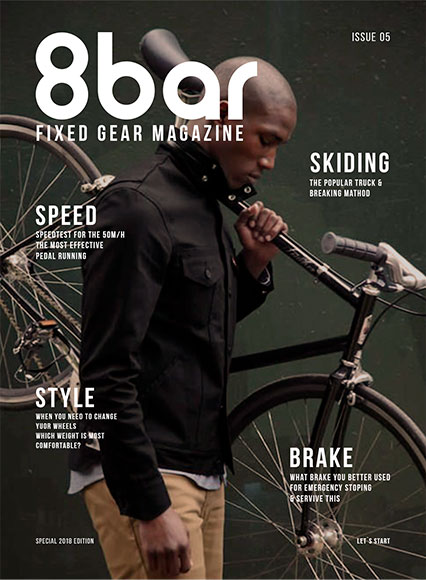 8bar
FIXED GEAR MAGAZINE
ISSUE 05
SKIDING
THE POPULAR TRUCK &
BREAKING MATHOD
SPEED
SPEEDTEST FOR THE 50M/H
THE MOST EFFECTIVE
PEDAL RUNNING
STYLE
WHEN YOU NEED TO CHANGE
YUOR WHEELS
WHICH WEIGHT IS MOST
COMFORTABLE?
BRAKE
WHAT BRAKE YOU BETTER USED
FOR EMERGENCY STOPING
& SERVIVE THIS
SPECIAL 2018 EDITION
LET·S START